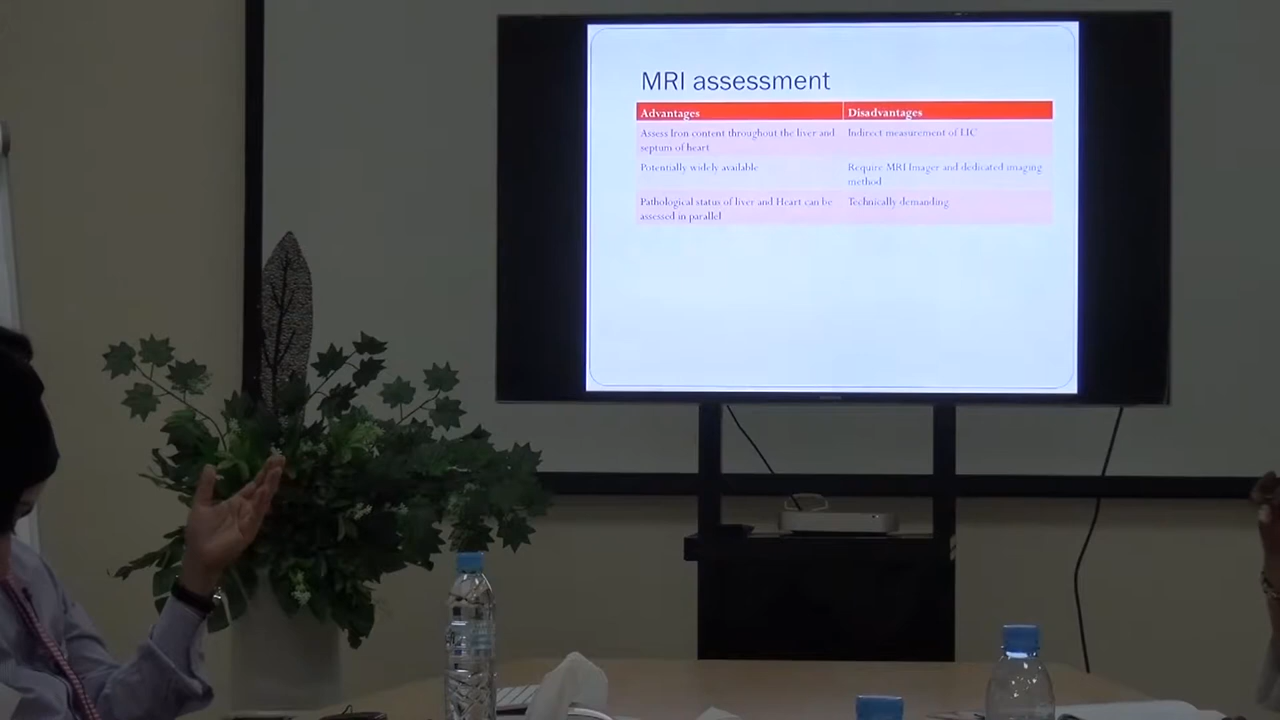 MRI assessment
Advantages
Disadvantages
Assess Iron content throughout the liver and
septum of heart
Indirect measurement of LIC
Potentially widely available
Require MRI Imager and dedicated imaging
method
Pathological status of liver and Heart can be
assessed in parallel
Technically demanding